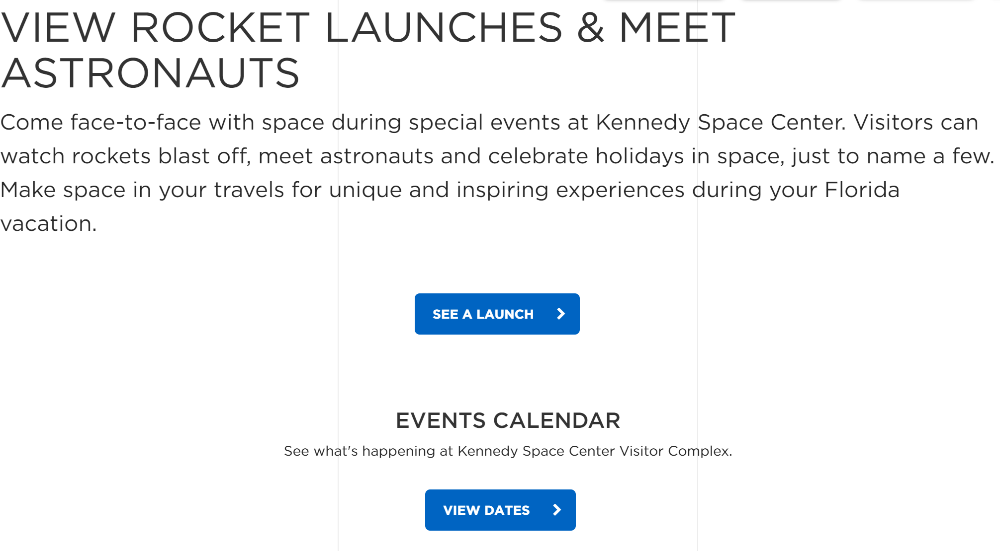 VIEW ROCKET LAUNCHES & MEET
ASTRONAUTS
Come face-to-face with space during special events at Kennedy Space Center. Visitors can
watch rockets blast off, meet astronauts and celebrate holidays in space, just to name a few.
Make space in your travels for unique and inspiring experiences during your Florida
vacation.
SEE A LAUNCH
EVENTS CALENDAR
See what's happening at Kennedy Space Center Visitor Complex.
VIEW DATES